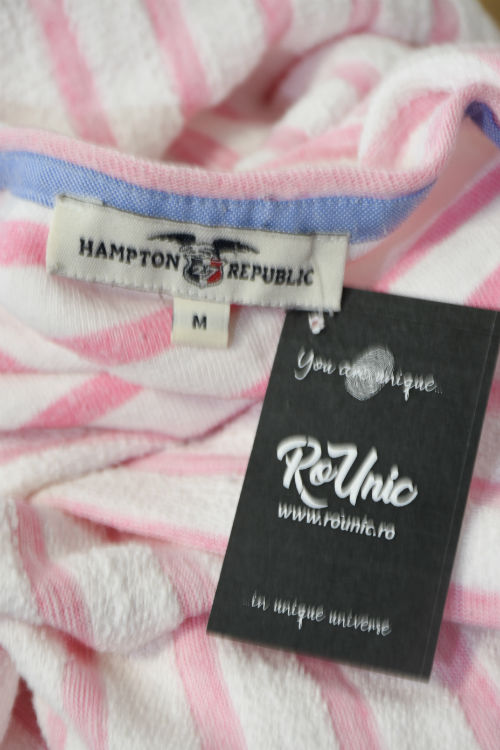 HAMPTON REPUBLIC
M
You are unique...
RoUnic
www.rounic.ro
...in unique universe